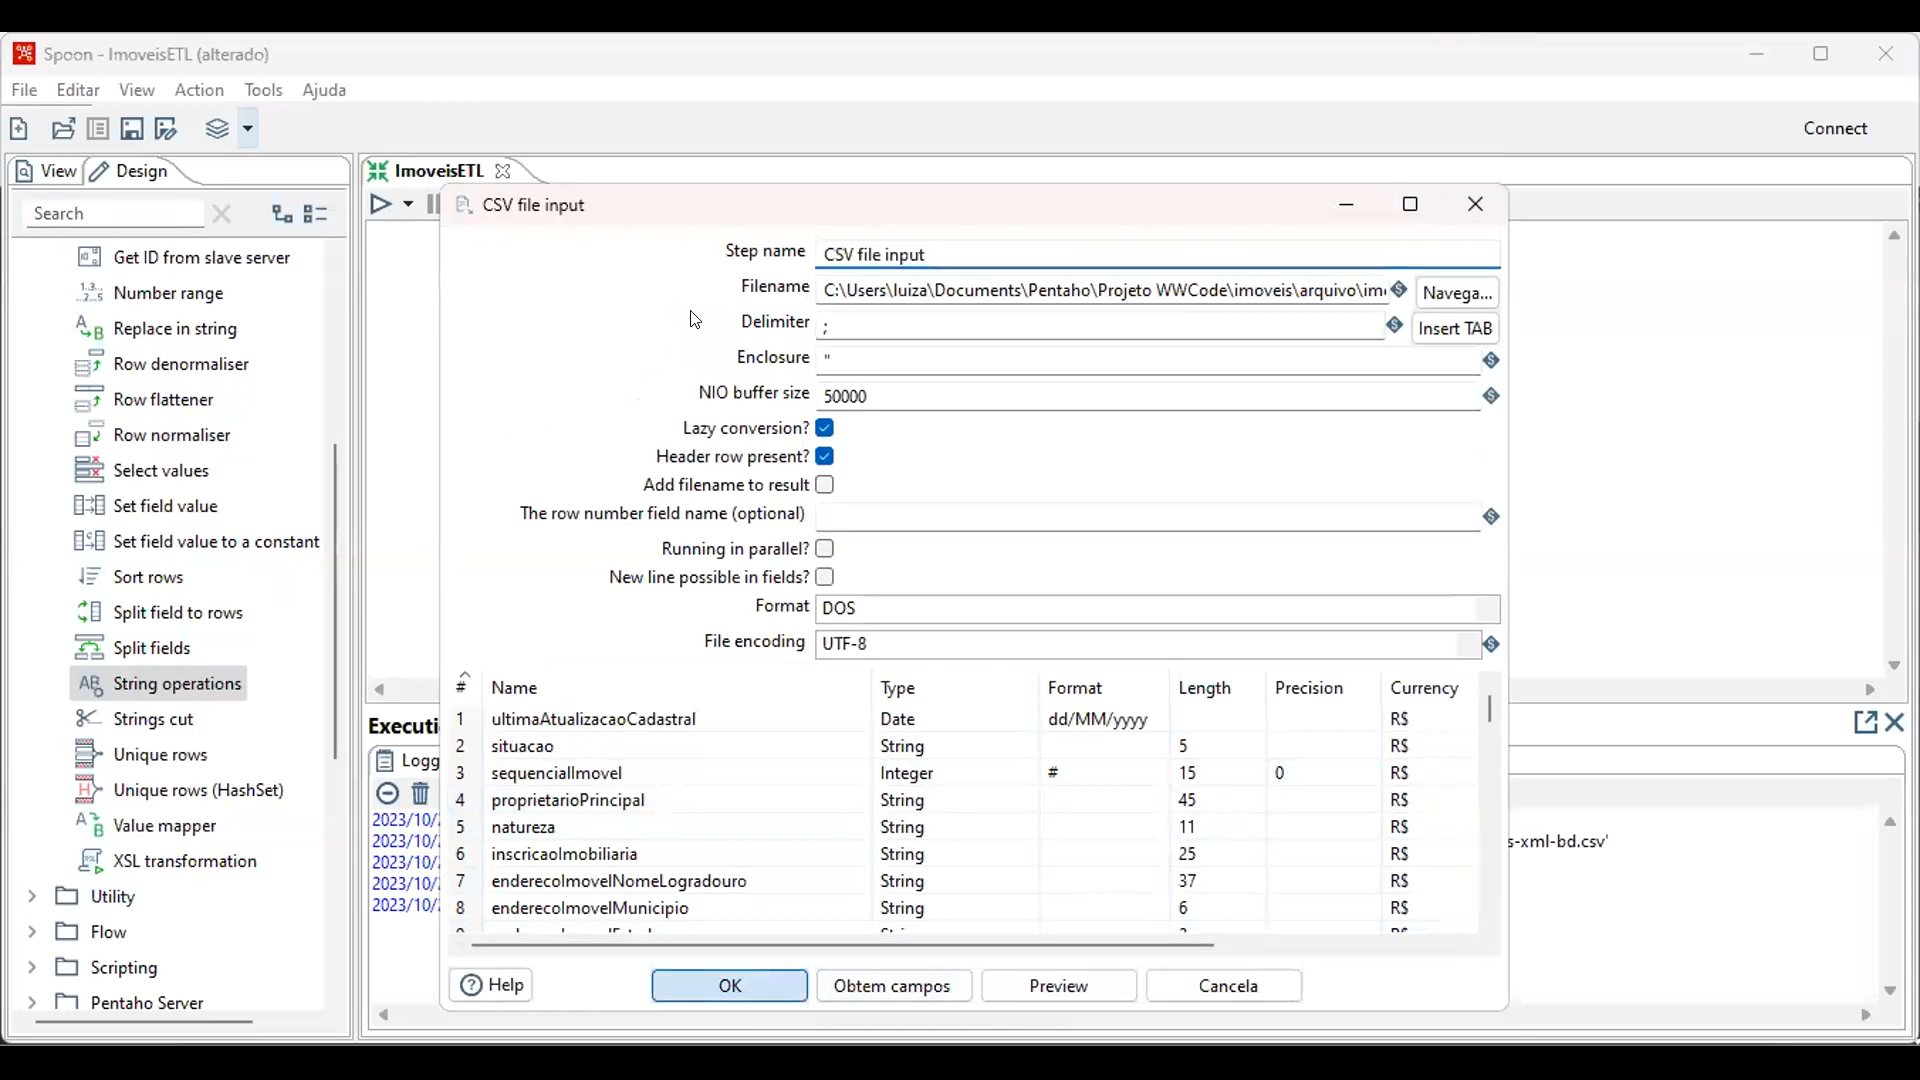 Spoon - ImoveisETL (alterado)
File Editar View Action Tools Ajuda
Connect
View Design
ImoveisETL
Search
Get ID from slave server
Number range
Replace in string
Row denormaliser
Row flattener
Row normaliser
Select values
Set field value
Set field value to a constant
Sort rows
Split field to rows
Split fields
String operations
Strings cut
Unique rows
Unique rows (HashSet)
Value mapper
XSL transformation
Utility
Flow
Scripting
Pentaho Server
CSV file input
Step name CSV file input
Filename C:\Users\luiza\Documents\Pentaho\Projeto WWCode\imoveis\arquivo\im Navega...
Delimiter ; Insert TAB
Enclosure "
NIO buffer size 50000
Lazy conversion?
Header row present?
Add filename to result
The row number field name (optional)
Running in parallel?
New line possible in fields?
Format DOS
File encoding UTF-8
# Name Type Format Length Precision Currency
1 ultimaAtualizacaoCadastral Date dd/MM/yyyy R$
2 situacao String 5 R$
3 sequencialImovel Integer # 15 0 R$
4 proprietarioPrincipal String 45 R$
5 natureza String 11 R$
6 inscricaoImobiliaria String 25 R$
7 enderecoImovelNomeLogradouro String 37 R$
8 enderecoImovelMunicipio String 6 R$
Help OK Obtem campos Preview Cancela
Executi
Logg
2023/10/
2023/10/ s-xml-bd.csv'
2023/10/
2023/10/
2023/10/